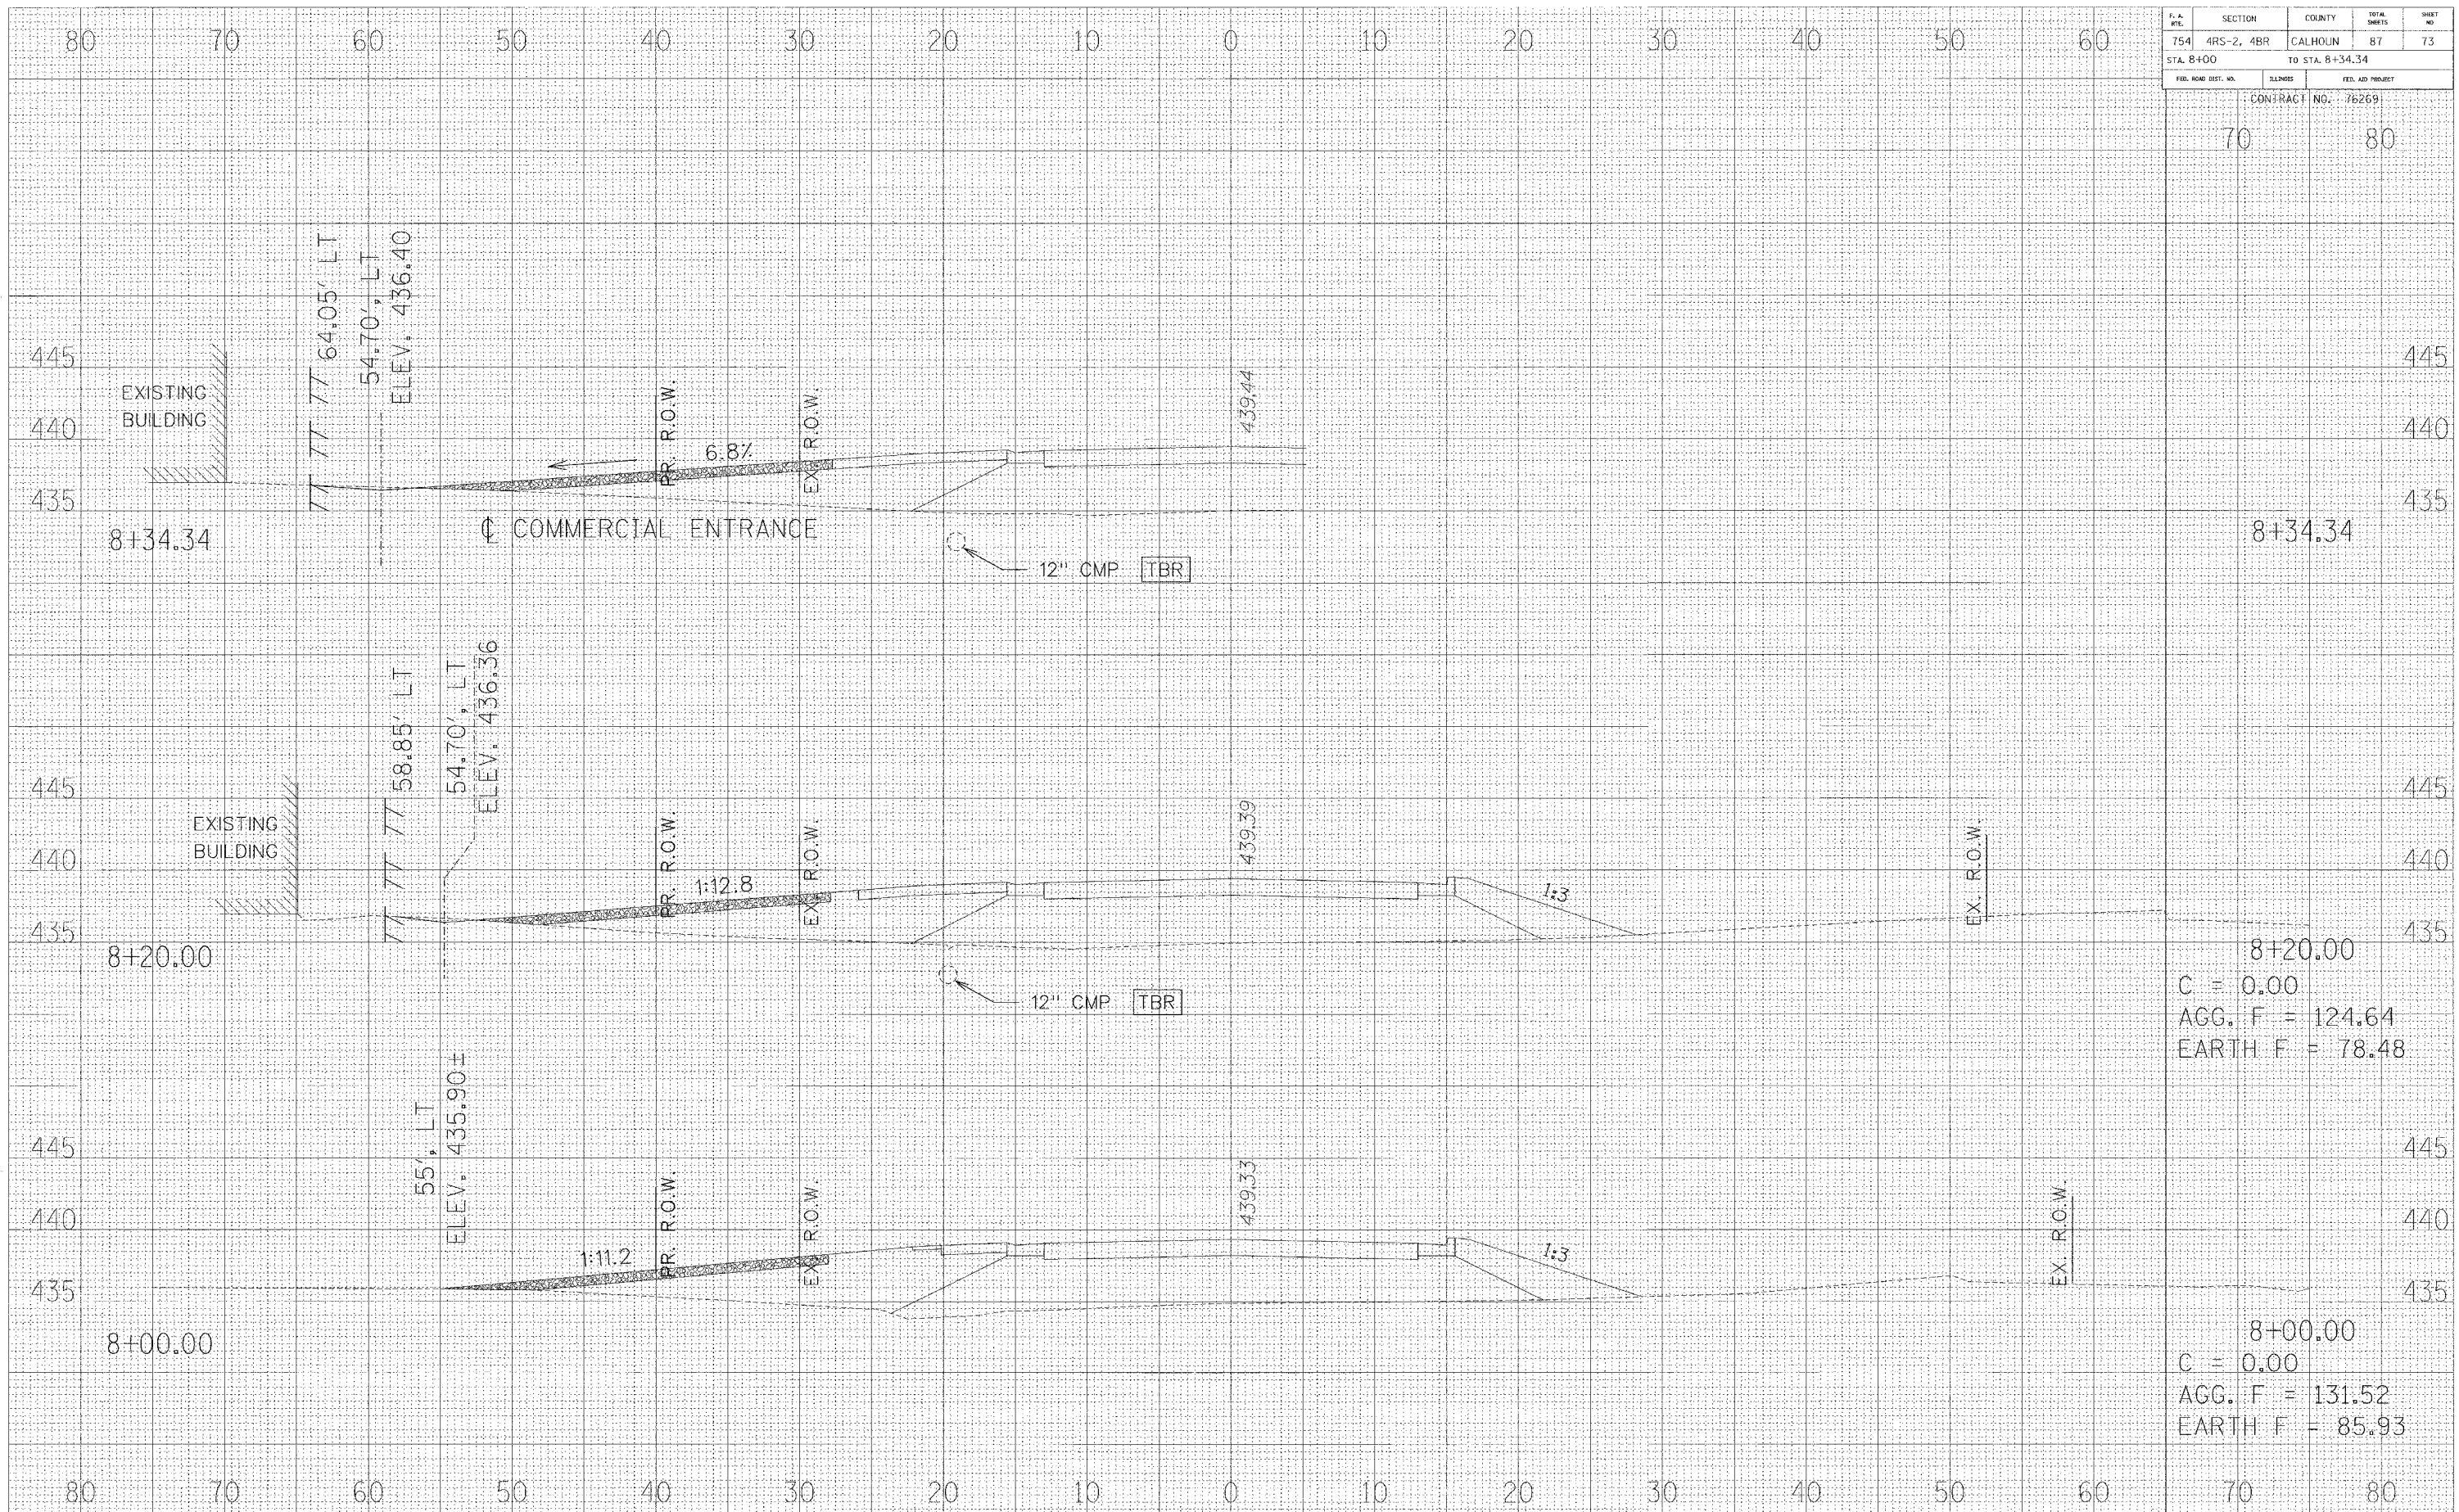 80 70 60 50 40 30 20 10 0 10 20 30 40 50 60
F. A. RTE. SECTION COUNTY TOTAL SHEETS SHEET NO
754 4RS-2, 4BR CALHOUN 87 73
STA. 8+00 TO STA. 8+34.34
FED. ROAD DIST. NO. ILLINOIS FED. AID PROJECT
CONTRACT NO. 76269
70 80
64.05' LT
54.70', LT
ELEV. 436.40
445 445
EXISTING
BUILDING
440 440
PR. R.O.W.
EX. R.O.W.
439.44
6.8%
435 435
8+34.34 8+34.34
℄ COMMERCIAL ENTRANCE
12" CMP TBR
58.85' LT
54.70', LT
ELEV. 436.36
445 445
EXISTING
BUILDING
440 440
PR. R.O.W.
EX. R.O.W.
439.39
EX. R.O.W.
1:12.8
1:3
435 435
8+20.00 8+20.00
12" CMP TBR
C = 0.00
AGG. F = 124.64
EARTH F = 78.48
55', LT
ELEV. 435.90±
445 445
440 440
PR. R.O.W.
EX. R.O.W.
439.33
EX. R.O.W.
1:11.2
1:3
435 435
8+00.00 8+00.00
C = 0.00
AGG. F = 131.52
EARTH F = 85.93
80 70 60 50 40 30 20 10 0 10 20 30 40 50 60 70 80